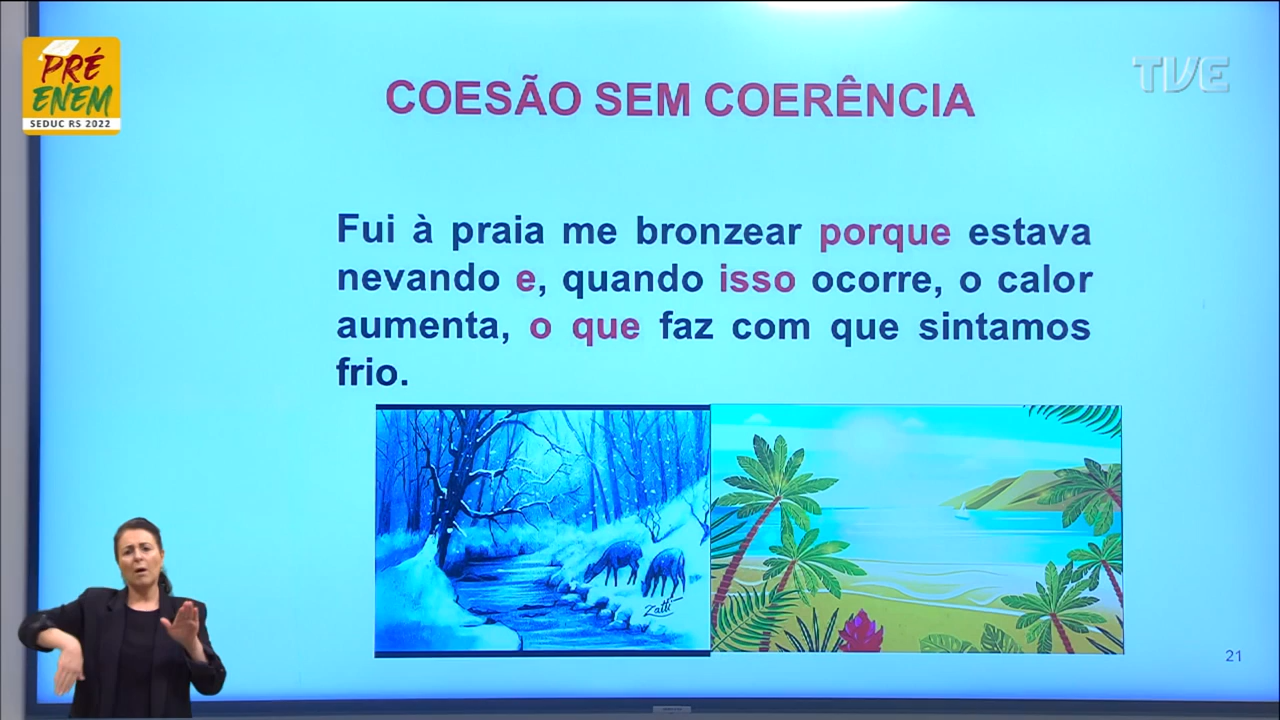 PRÉ
ENEM
SEDUC RS 2022
TVE
COESÃO SEM COERÊNCIA
Fui à praia me bronzear porque estava
nevando e, quando isso ocorre, o calor
aumenta, o que faz com que sintamos
frio.
Zatti
21